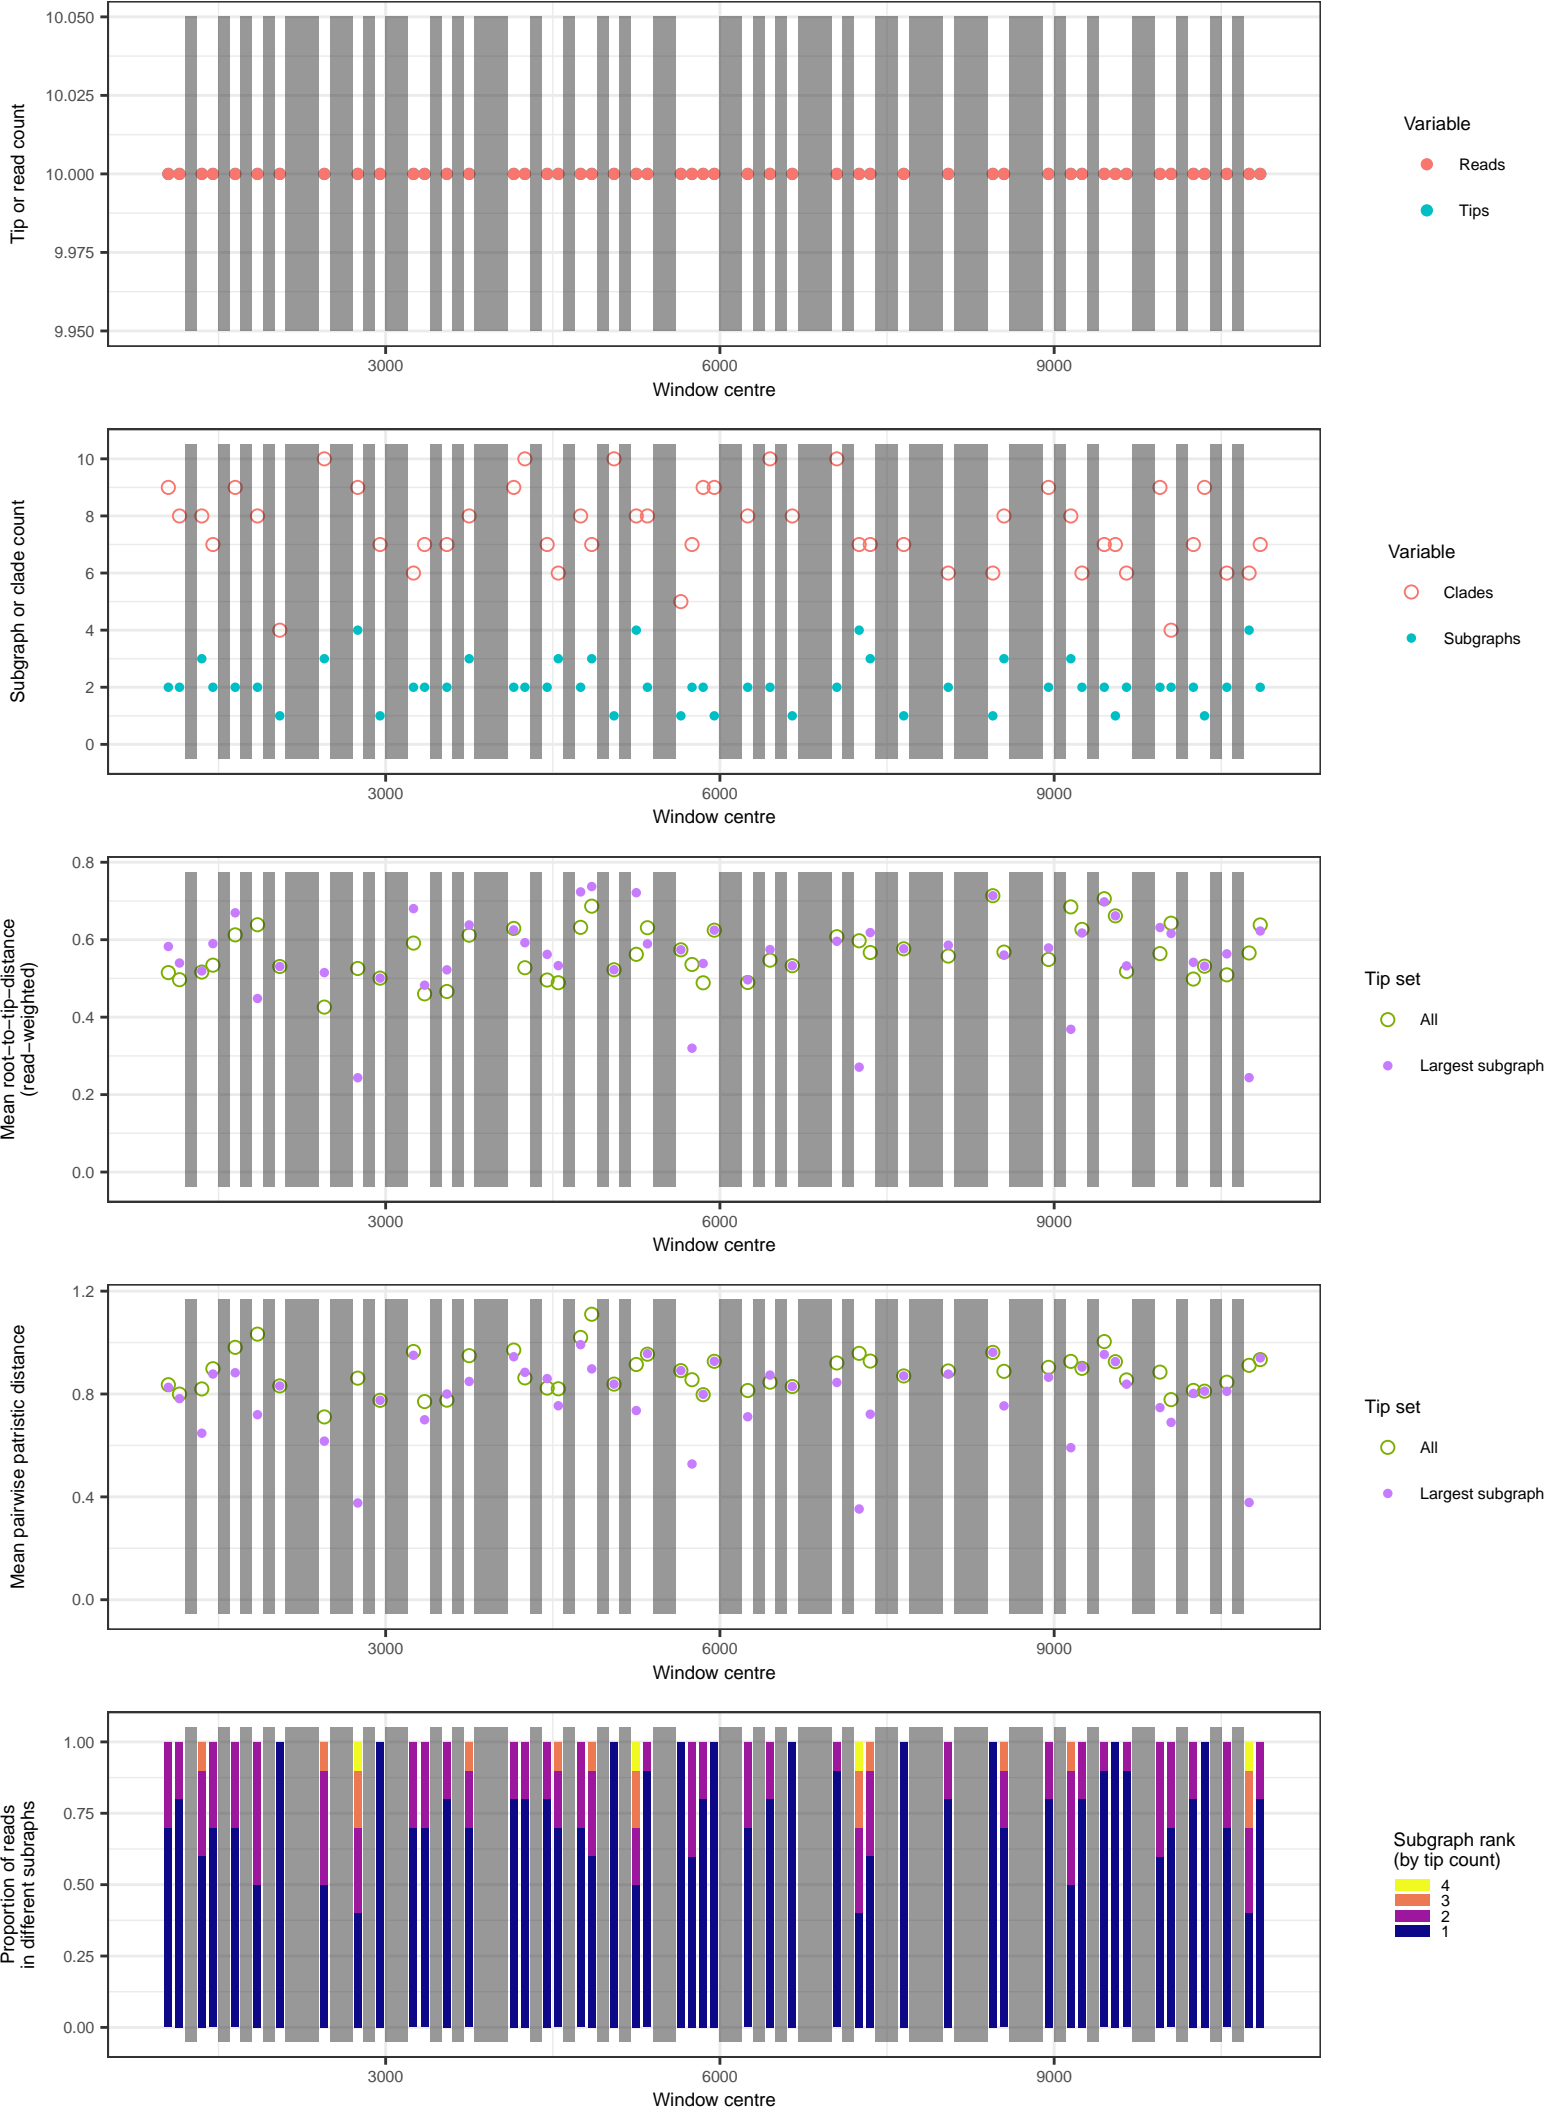 10.050
10.025
10.000
9.975
9.950
Tip or read count
3000
6000
9000
Window centre
Variable
Reads
Tips
10
8
6
4
2
0
Subgraph or clade count
3000
6000
9000
Window centre
Variable
Clades
Subgraphs
0.8
0.6
0.4
0.2
0.0
Mean root−to−tip−distance
(read−weighted)
3000
6000
9000
Window centre
Tip set
All
Largest subgraph
1.2
0.8
0.4
0.0
Mean pairwise patristic distance
3000
6000
9000
Window centre
Tip set
All
Largest subgraph
1.00
0.75
0.50
0.25
0.00
Proportion of reads
in different subraphs
3000
6000
9000
Window centre
Subgraph rank
(by tip count)
4
3
2
1